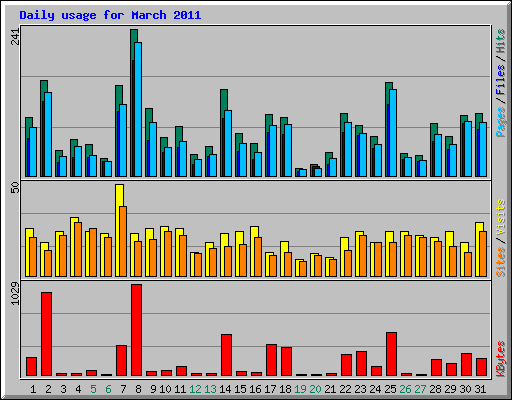 Daily usage for March 2011
241
Pages / Files / Hits
50
Sites / Visits
1029
KBytes
1 2 3 4 5 6 7 8 9 10 11 12 13 14 15 16 17 18 19 20 21 22 23 24 25 26 27 28 29 30 31